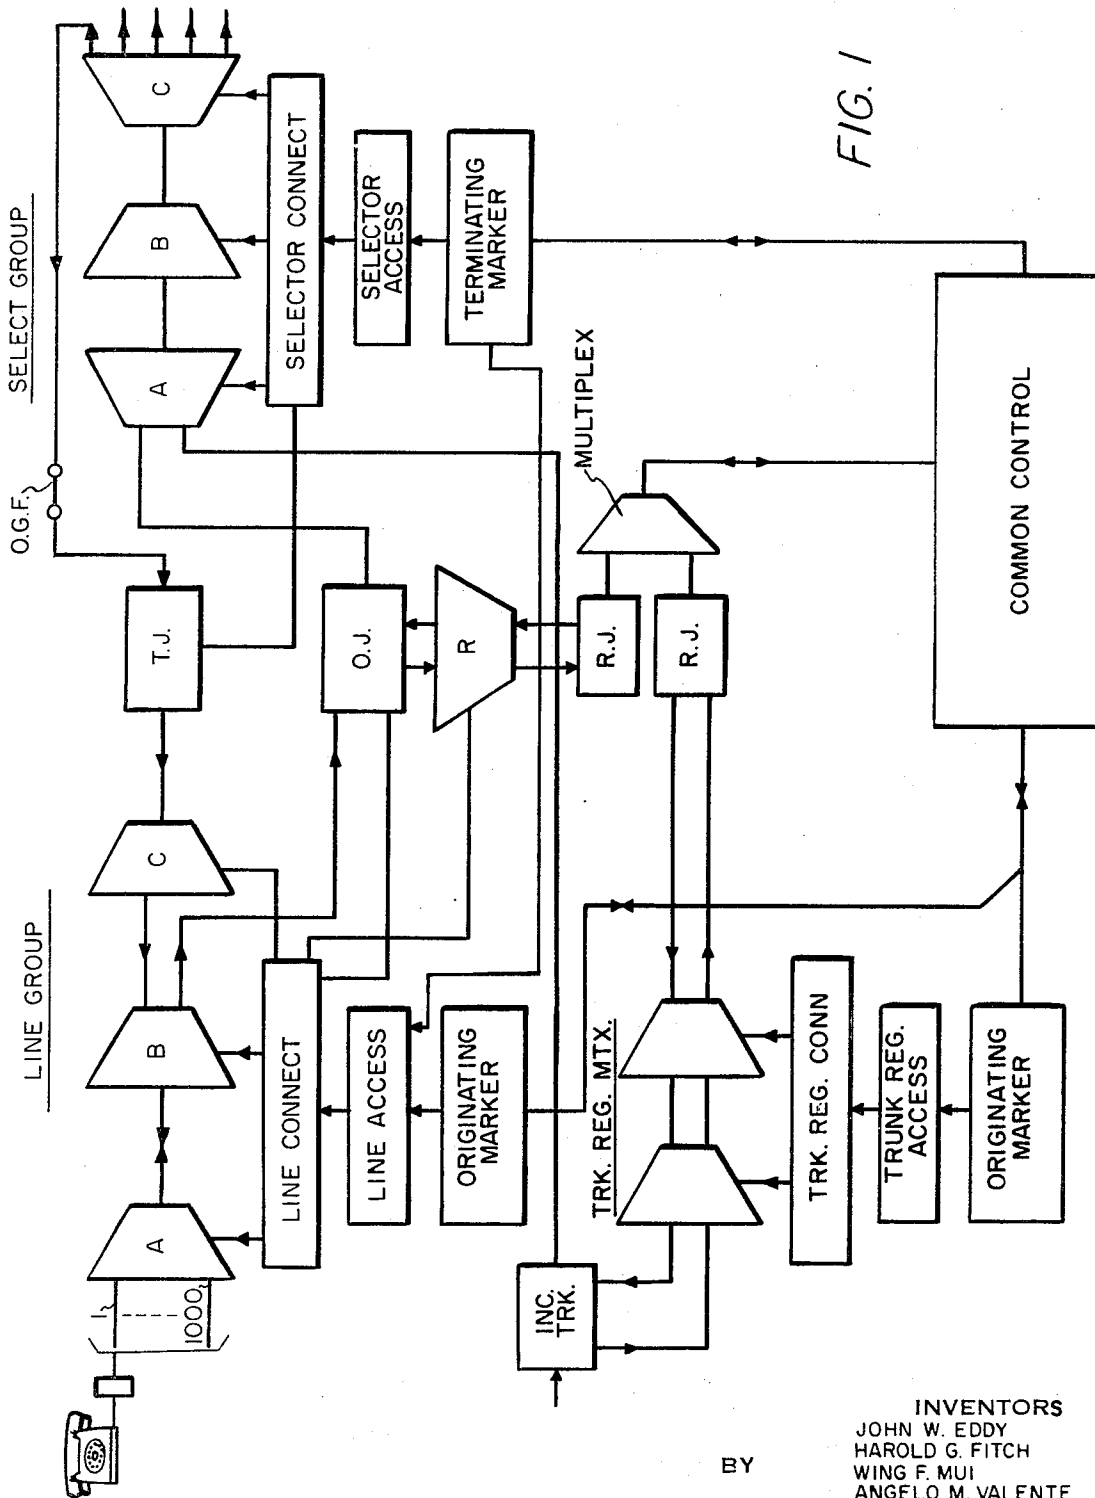 LINE GROUP
SELECT GROUP
O.G.F.
1
1000
A
B
C
T.J.
A
B
C
LINE CONNECT
O.J.
SELECTOR CONNECT
LINE ACCESS
R
SELECTOR
ACCESS
ORIGINATING
MARKER
TERMINATING
MARKER
INC.
TRK.
TRK. REG. MTX.
R.J.
R.J.
MULTIPLEX
TRK. REG. CONN
TRUNK REG.
ACCESS
ORIGINATING
MARKER
COMMON CONTROL
FIG. 1
INVENTORS
JOHN W. EDDY
HAROLD G. FITCH
WING F. MUI
ANGELO M. VALENTE
BY